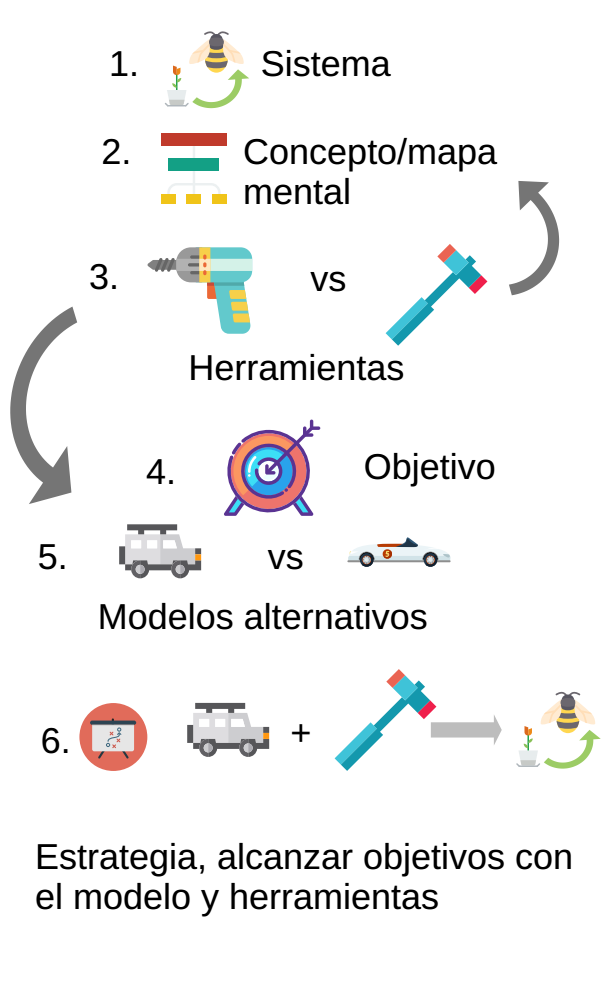 1. Sistema
2. Concepto/mapa
mental
3. vs
Herramientas
4. Objetivo
5. vs 5
Modelos alternativos
6. +
Estrategia, alcanzar objetivos con
el modelo y herramientas